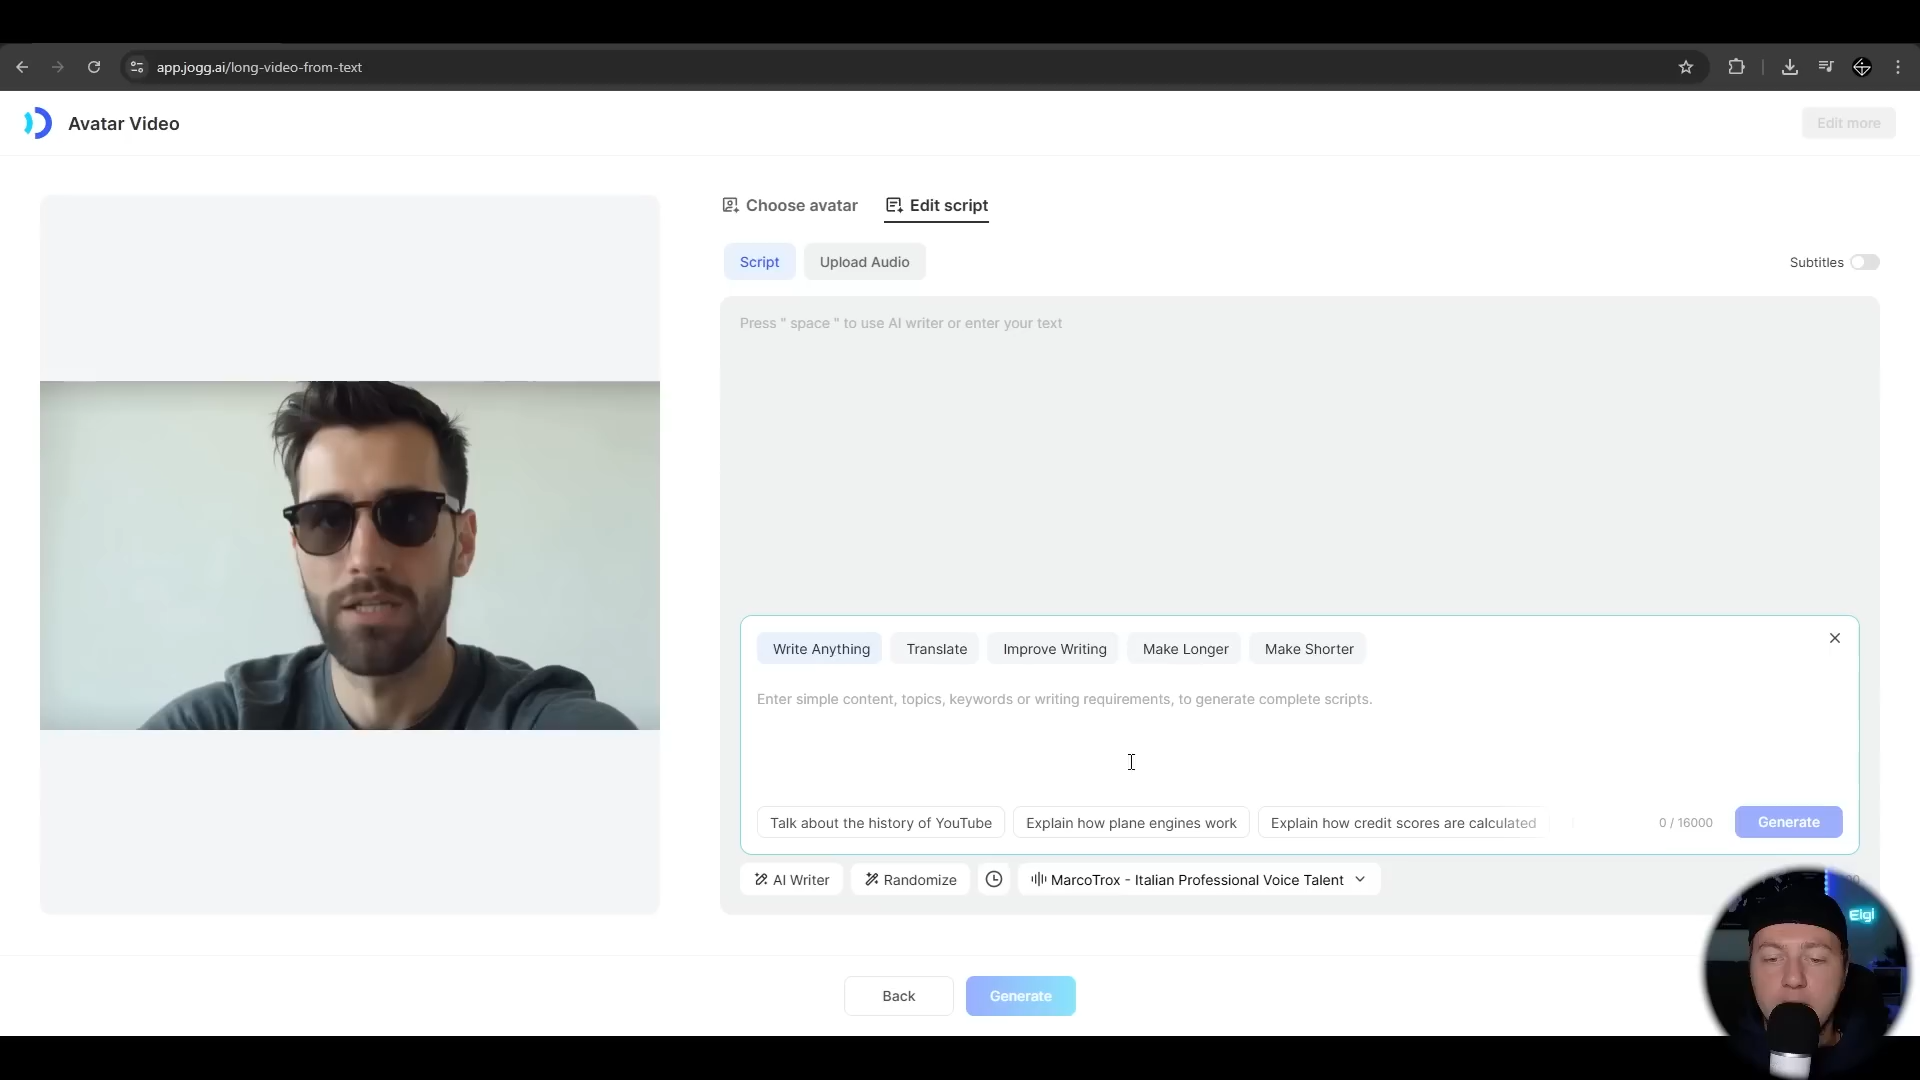 app.jogg.ai/long-video-from-text
Avatar Video
Edit more
Choose avatar
Edit script
Script
Upload Audio
Subtitles
Press " space " to use AI writer or enter your text
Write Anything
Translate
Improve Writing
Make Longer
Make Shorter
Enter simple content, topics, keywords or writing requirements, to generate complete scripts.
Talk about the history of YouTube
Explain how plane engines work
Explain how credit scores are calculated
0 / 16000
Generate
AI Writer
Randomize
MarcoTrox - Italian Professional Voice Talent
Back
Generate